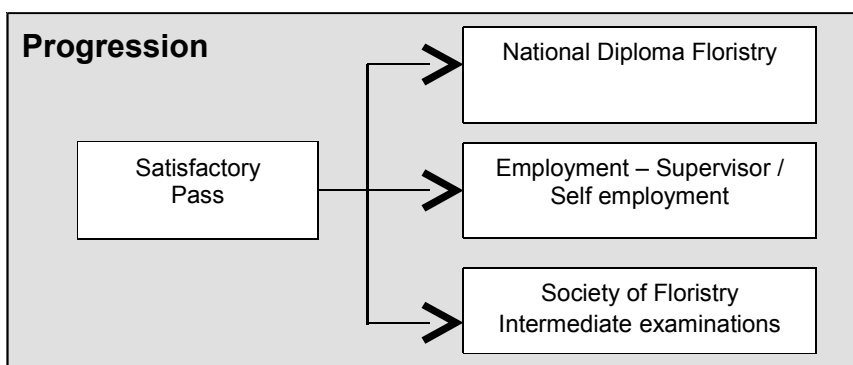 Progression
Satisfactory
Pass
National Diploma Floristry
Employment – Supervisor /
Self employment
Society of Floristry
Intermediate examinations